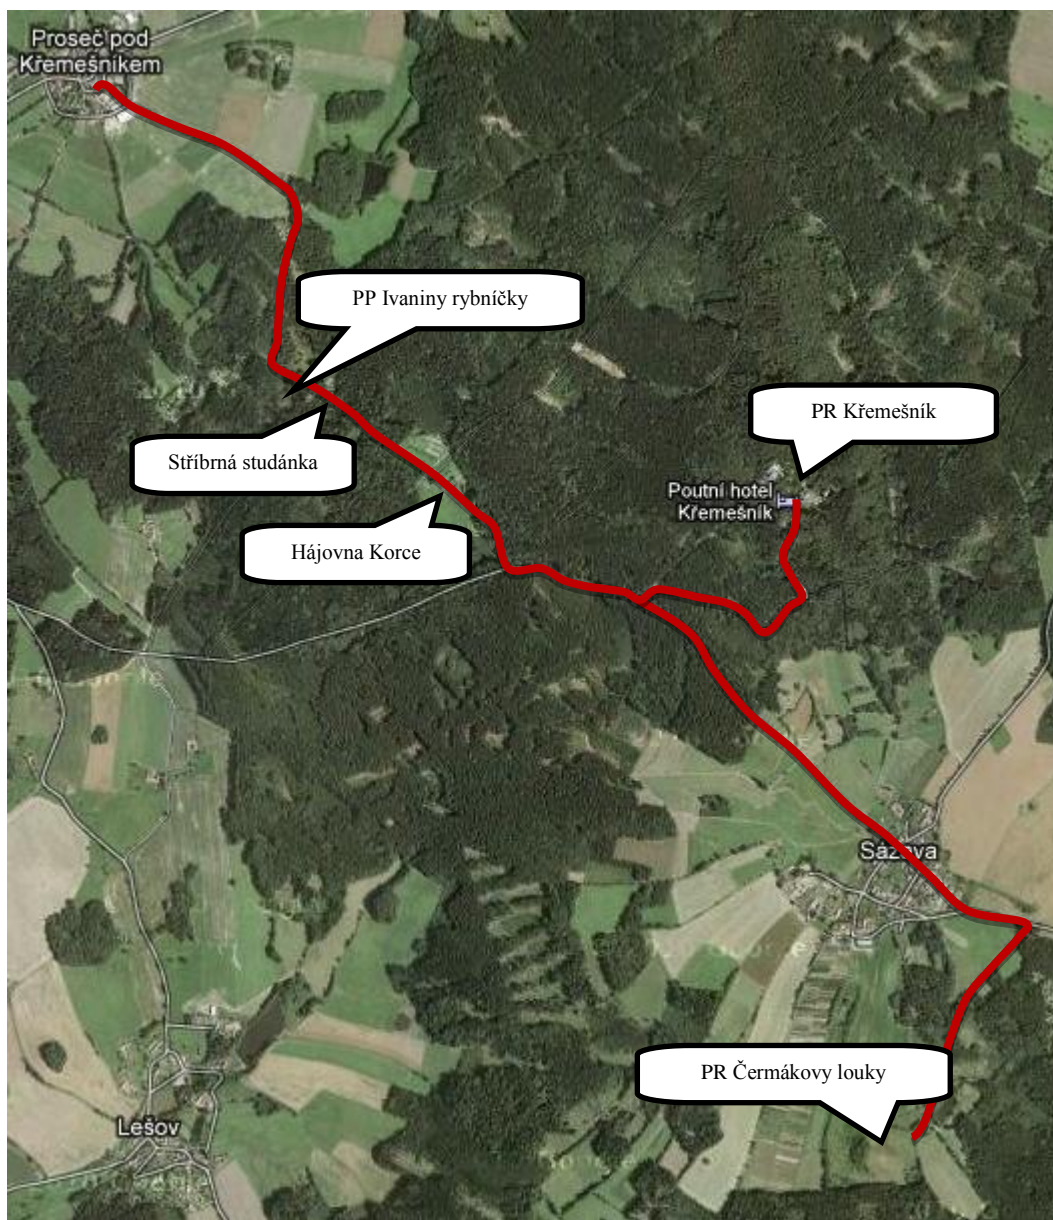 Proseč pod
Křemešníkem
PP Ivaniny rybníčky
PR Křemešník
Stříbrná studánka
Poutní hotel
Křemešník
Hájovna Korce
Sázava
PR Čermákovy louky
Lešov